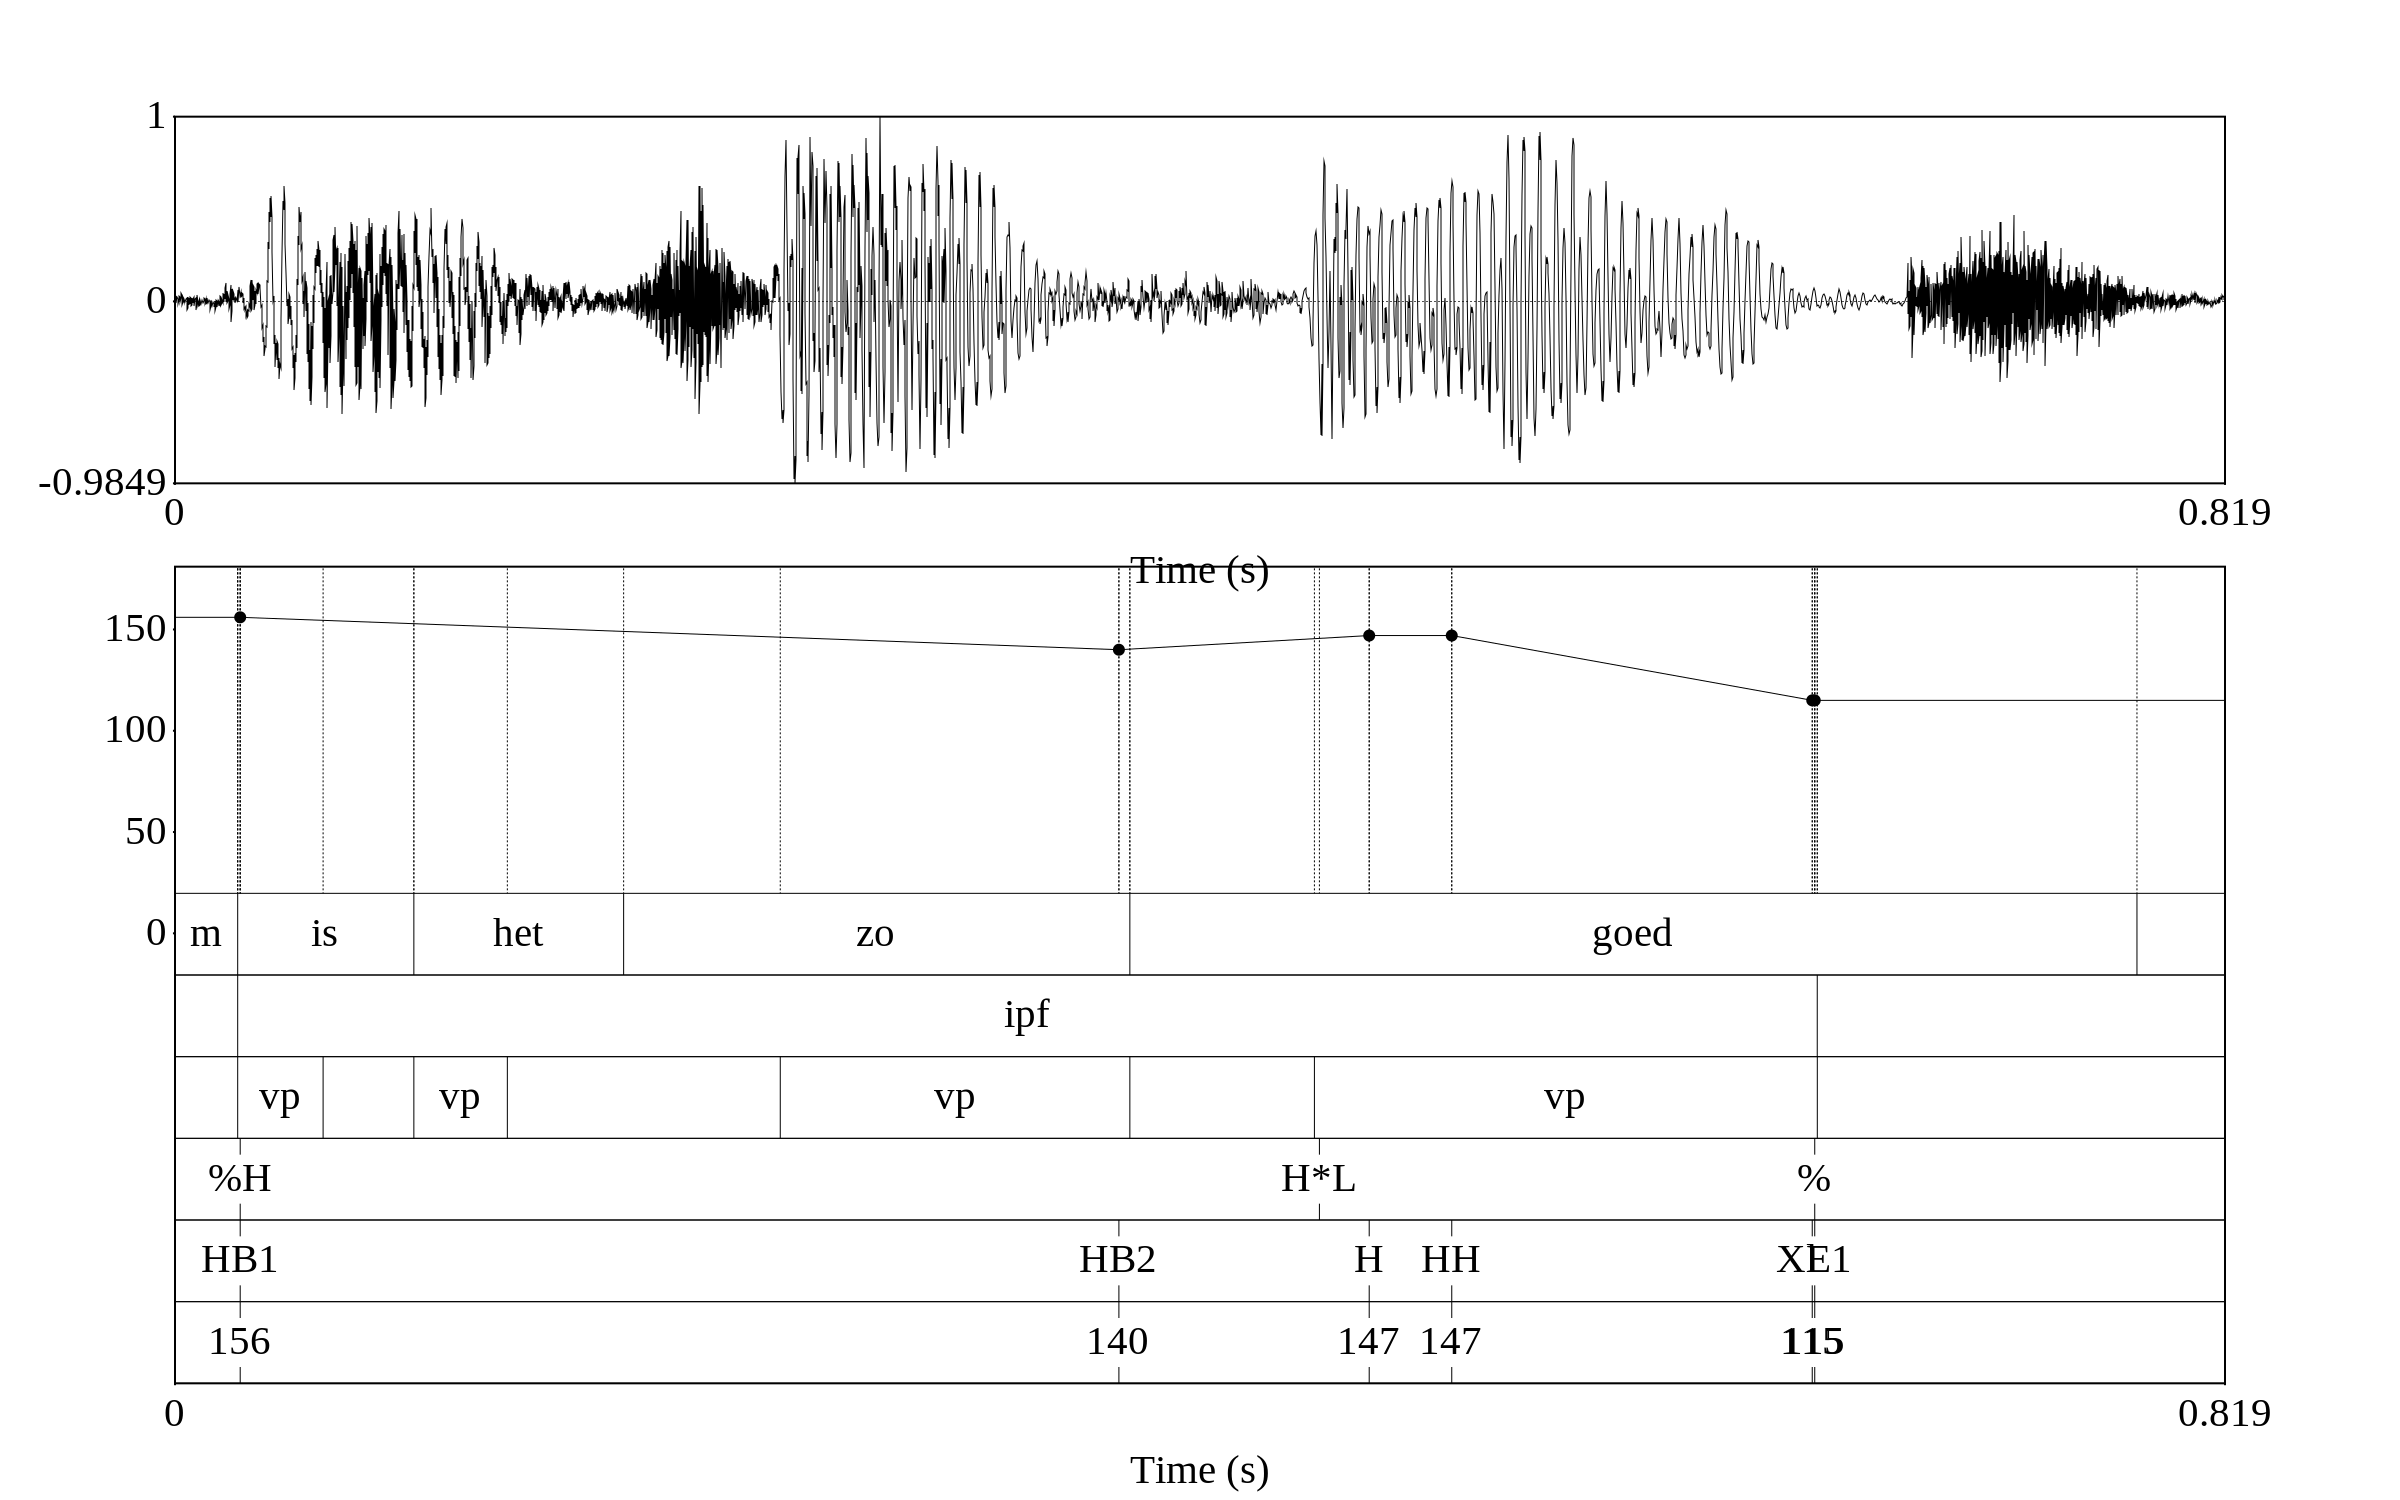 1
0
-0.9849
0 0.819
Time (s)
150
100
50
0
m is het zo goed
ipf
vp vp vp vp
%H H*L %
HB1 HB2 H HH XE1
156 140 147 147 115
0 0.819
Time (s)